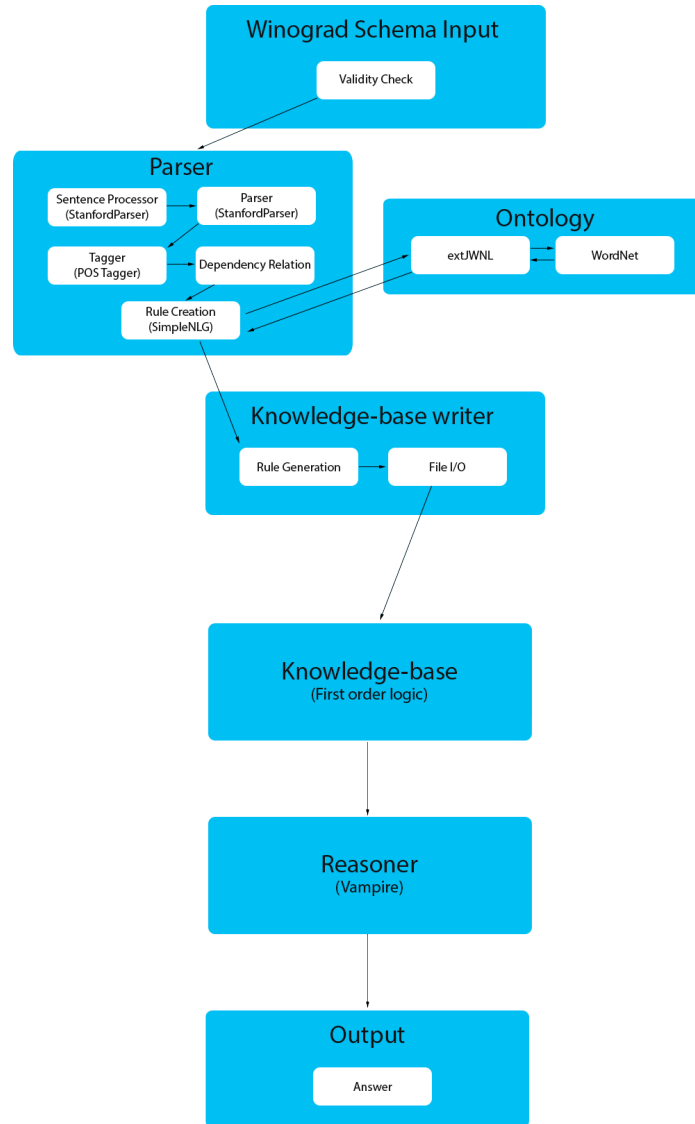 Winograd Schema Input
Validity Check
Parser
Sentence Processor
(StanfordParser)
Parser
(StanfordParser)
Tagger
(POS Tagger)
Dependency Relation
Rule Creation
(SimpleNLG)
Ontology
extJWNL
WordNet
Knowledge-base writer
Rule Generation
File I/O
Knowledge-base
(First order logic)
Reasoner
(Vampire)
Output
Answer